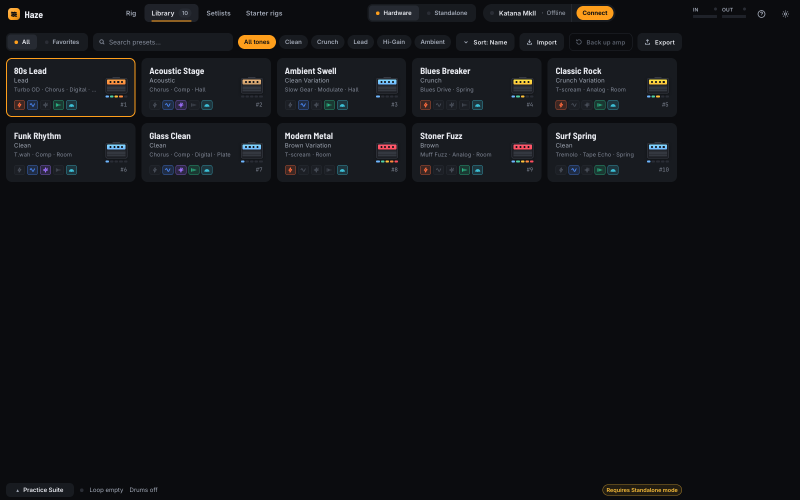 Haze
Rig
Library 10
Setlists
Starter rigs
Hardware
Standalone
Katana MkII · Offline
Connect
IN
OUT
All
Favorites
Search presets...
All tones
Clean
Crunch
Lead
Hi-Gain
Ambient
Sort: Name
Import
Back up amp
Export
80s Lead
Lead
Turbo OD · Chorus · Digital · ...
#1
Acoustic Stage
Acoustic
Chorus · Comp · Hall
#2
Ambient Swell
Clean Variation
Slow Gear · Modulate · Hall
#3
Blues Breaker
Crunch
Blues Drive · Spring
#4
Classic Rock
Crunch Variation
T-scream · Analog · Room
#5
Funk Rhythm
Clean
T.wah · Comp · Room
#6
Glass Clean
Clean
Chorus · Comp · Digital · Plate
#7
Modern Metal
Brown Variation
T-scream · Room
#8
Stoner Fuzz
Brown
Muff Fuzz · Analog · Room
#9
Surf Spring
Clean
Tremolo · Tape Echo · Spring
#10
Practice Suite
Loop empty
Drums off
Requires Standalone mode